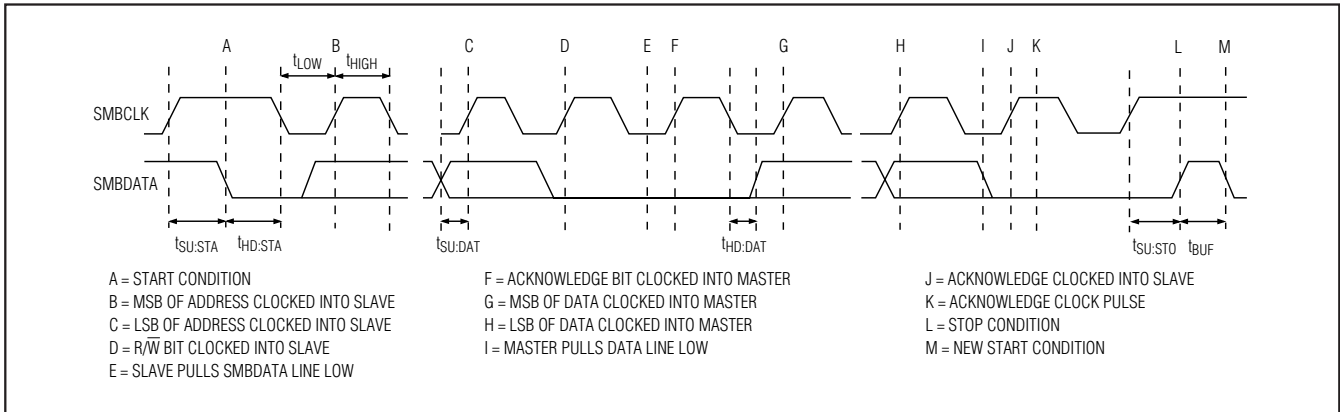 A B C D E F G H I J K L M
tLOW tHIGH
SMBCLK
SMBDATA
tSU:STA tHD:STA tSU:DAT tHD:DAT tSU:STO tBUF
A = START CONDITION
B = MSB OF ADDRESS CLOCKED INTO SLAVE
C = LSB OF ADDRESS CLOCKED INTO SLAVE
D = R/W̅ BIT CLOCKED INTO SLAVE
E = SLAVE PULLS SMBDATA LINE LOW
F = ACKNOWLEDGE BIT CLOCKED INTO MASTER
G = MSB OF DATA CLOCKED INTO MASTER
H = LSB OF DATA CLOCKED INTO MASTER
I = MASTER PULLS DATA LINE LOW
J = ACKNOWLEDGE CLOCKED INTO SLAVE
K = ACKNOWLEDGE CLOCK PULSE
L = STOP CONDITION
M = NEW START CONDITION